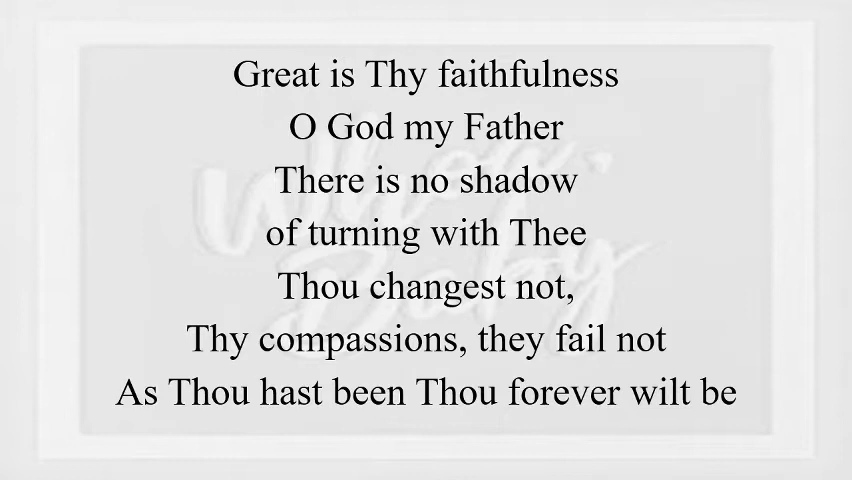 Great is Thy faithfulness
O God my Father
There is no shadow
of turning with Thee
Thou changest not,
Thy compassions, they fail not
As Thou hast been Thou forever wilt be